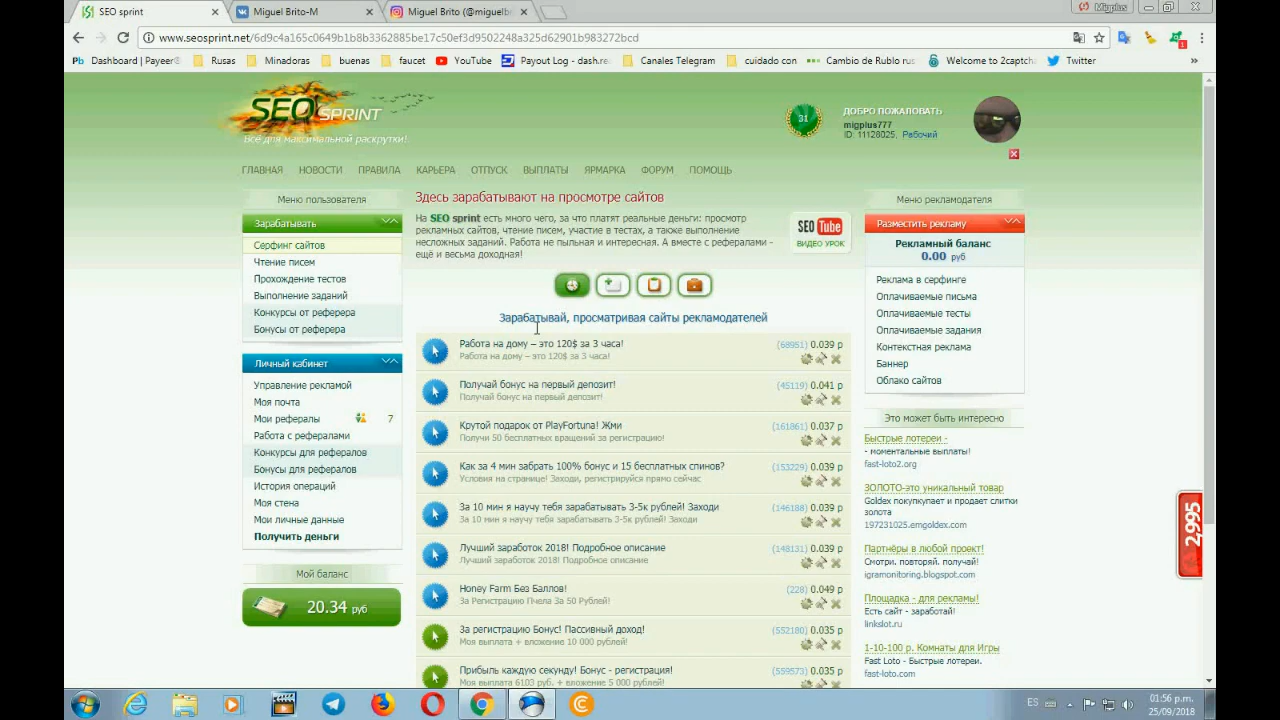 SEO sprint
Miguel Brito-M
Miguel Brito (@miguelb
Migplus
www.seosprint.net/6d9c4a165c0649b1b8b3362885be17c50ef3d9502248a325d62901b983272bcd
Dashboard | Payeer®
Rusas
Minadoras
buenas
faucet
YouTube
Payout Log - dash.re
Canales Telegram
cuidado con
Cambio de Rublo rus
Welcome to 2captch
Twitter
SEO SPRINT
Всё для максимальной раскрутки!
31
ДОБРО ПОЖАЛОВАТЬ
migplus777
ID: 11128025, Рабочий
ГЛАВНАЯ НОВОСТИ ПРАВИЛА КАРЬЕРА ОТПУСК ВЫПЛАТЫ ЯРМАРКА ФОРУМ ПОМОЩЬ
Меню пользователя
Зарабатывать
Серфинг сайтов
Чтение писем
Прохождение тестов
Выполнение заданий
Конкурсы от реферера
Бонусы от реферера
Личный кабинет
Управление рекламой
Моя почта
Мои рефералы 7
Работа с рефералами
Конкурсы для рефералов
Бонусы для рефералов
История операций
Моя стена
Мои личные данные
Получить деньги
Мой баланс
20.34 руб
Здесь зарабатывают на просмотре сайтов
На SEO sprint есть много чего, за что платят реальные деньги: просмотр
рекламных сайтов, чтение писем, участие в тестах, а также выполнение
несложных заданий. Работа не пыльная и интересная. А вместе с рефералами -
ещё и весьма доходная!
SEO Tube
ВИДЕО УРОК
Зарабатывай, просматривая сайты рекламодателей
Работа на дому – это 120$ за 3 часа! (68951) 0.039 р
Работа на дому – это 120$ за 3 часа!
Получай бонус на первый депозит! (45119) 0.041 р
Получай бонус на первый депозит!
Крутой подарок от PlayFortuna! Жми (161861) 0.037 р
Получи 50 бесплатных вращений за регистрацию!
Как за 4 мин забрать 100% бонус и 15 бесплатных спинов? (153229) 0.039 р
Условия на странице! Заходи, регистрируйся прямо сейчас
За 10 мин я научу тебя зарабатывать 3-5к рублей! Заходи (146188) 0.039 р
За 10 мин я научу тебя зарабатывать 3-5к рублей! Заходи
Лучший заработок 2018! Подробное описание (148131) 0.039 р
Лучший заработок 2018! Подробное описание
Honey Farm Без Баллов! (228) 0.049 р
За Регистрацию Пчела За 50 Рублей!
За регистрацию Бонус! Пассивный доход! (552180) 0.035 р
Моя выплата + вложение 10 000 рублей!
Прибыль каждую секунду! Бонус - регистрация! (559573) 0.035 р
Моя выплата 6103 руб. + вложение 5 000 рублей!
Меню рекламодателя
Разместить рекламу
Рекламный баланс
0.00 руб
Реклама в серфинге
Оплачиваемые письма
Оплачиваемые тесты
Оплачиваемые задания
Контекстная реклама
Баннер
Облако сайтов
Это может быть интересно
Быстрые лотереи -
- моментальные выплаты!
fast-loto2.org
ЗОЛОТО-это уникальный товар
Goldex покупкупает и продает слитки
золота
197231025.emgoldex.com
Партнёры в любой проект!
Смотри. повторяй. получай!
igramonitoring.blogspot.com
Площадка - для рекламы!
Есть сайт - заработай!
linkslot.ru
1-10-100 р. Комнаты для Игры
Fast Loto - Быстрые лотереи.
fast-loto.com
2,995
ES
01:56 p.m.
25/09/2018